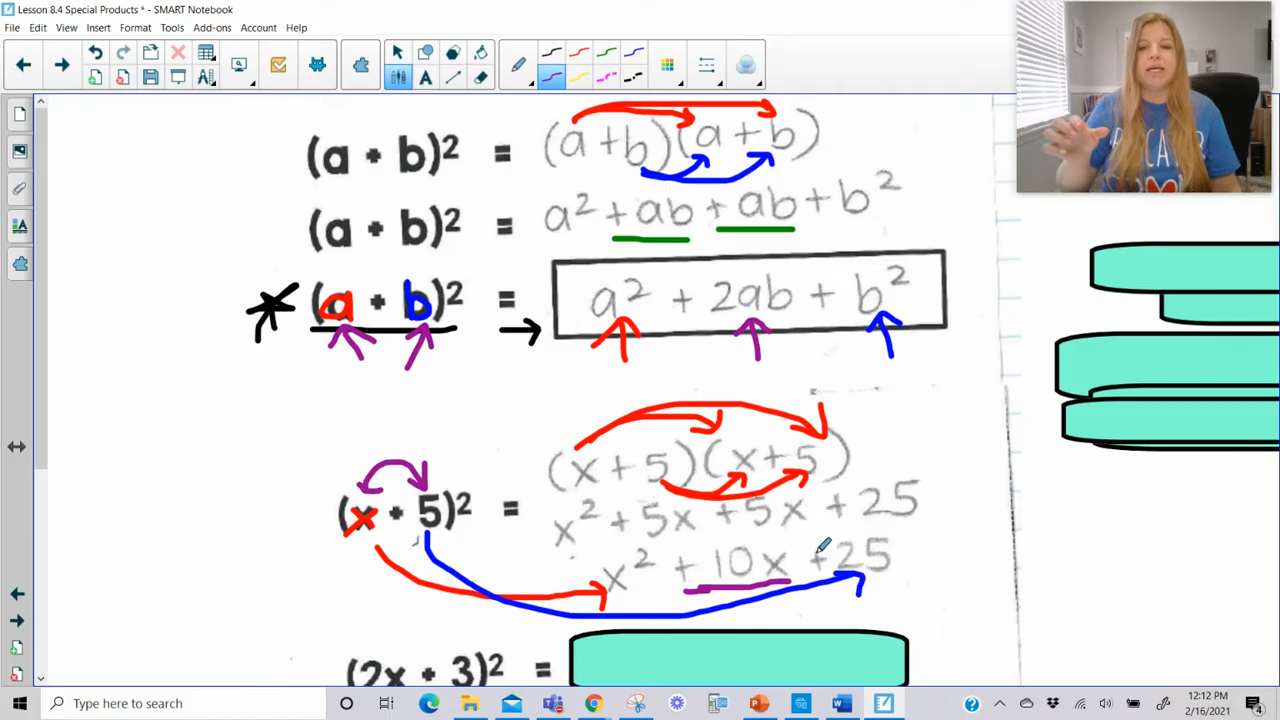 Lesson 8.4 Special Products * - SMART Notebook
File Edit View Insert Format Tools Add-ons Account Help
(a + b)² = (a + b)(a + b)
(a + b)² = a² + ab + ab + b²
* (a + b)² = → a² + 2ab + b²
(x + 5)² = (x + 5)(x + 5)
x² + 5x + 5x + 25
x² + 10x + 25
(2x + 3)² =
Type here to search
12:12 PM
2/16/2021
4